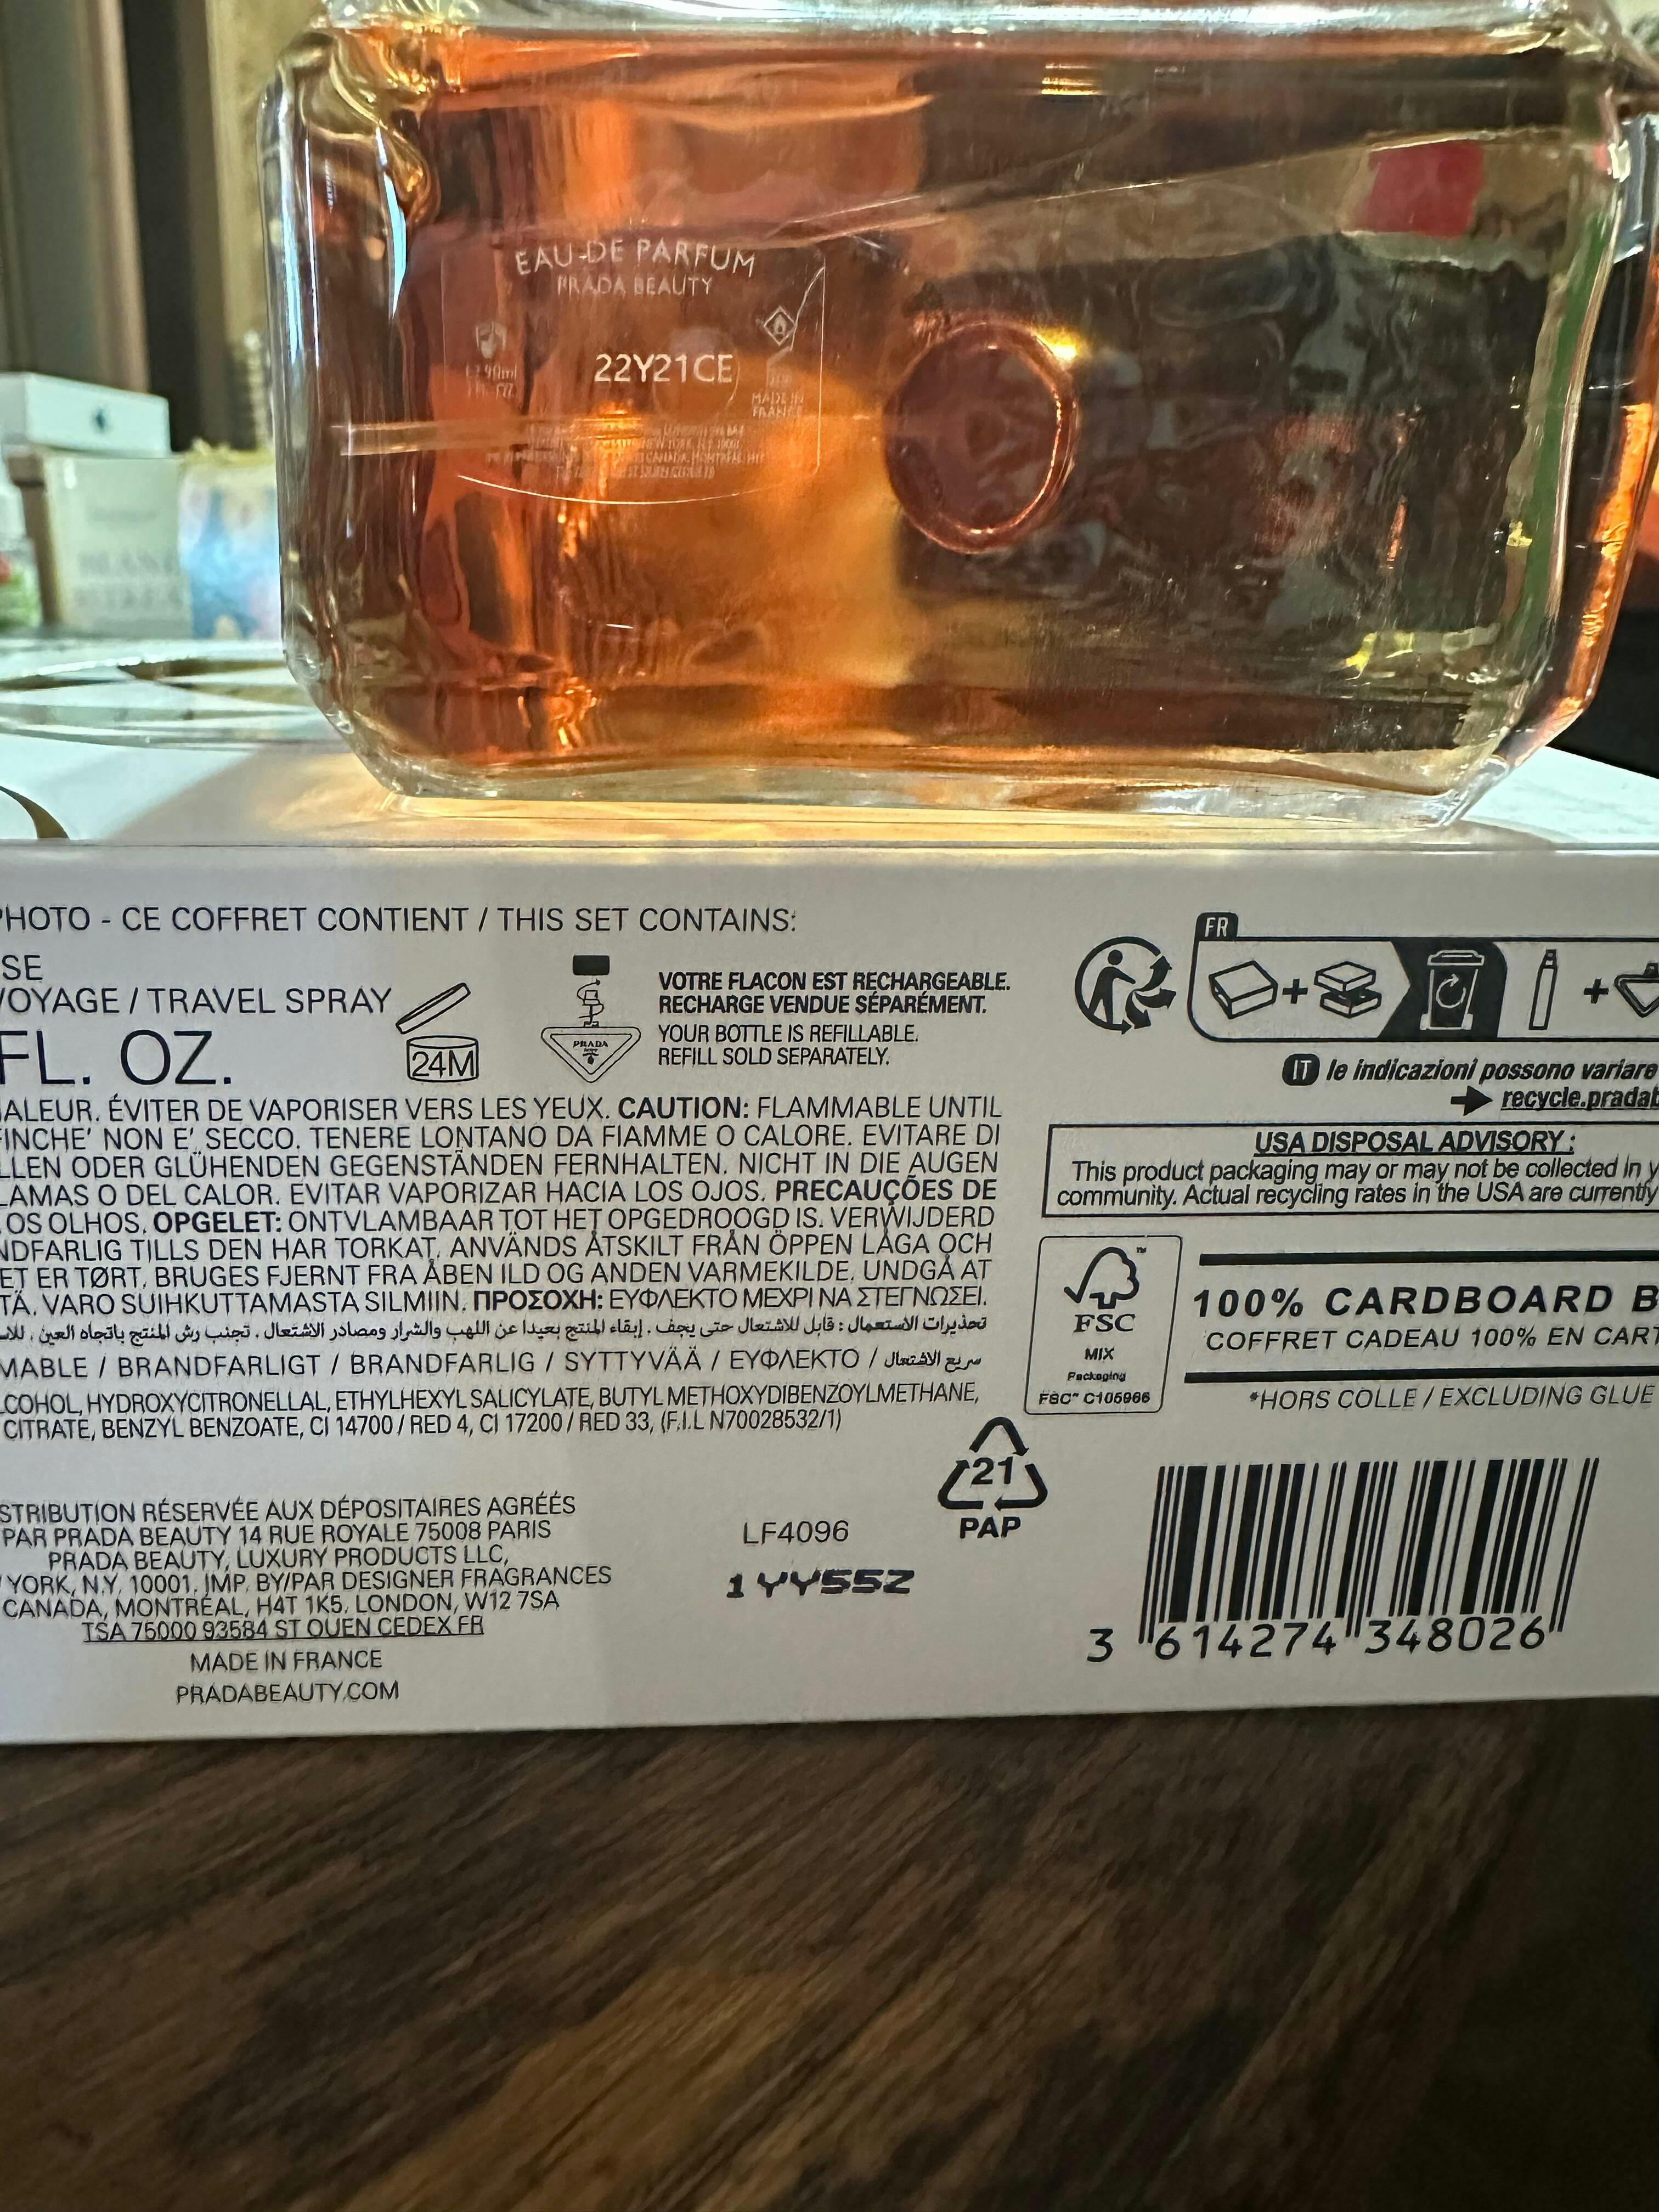 EAU DE PARFUM
PRADA BEAUTY
22Y21CE
MADE IN
FRANCE
PHOTO - CE COFFRET CONTIENT / THIS SET CONTAINS:
VOYAGE / TRAVEL SPRAY
FL. OZ.
24M
PRADA
VOTRE FLACON EST RECHARGEABLE.
RECHARGE VENDUE SÉPARÉMENT.
YOUR BOTTLE IS REFILLABLE.
REFILL SOLD SEPARATELY.
FR
IT le indicazioni possono variare
recycle.pradab
USA DISPOSAL ADVISORY :
This product packaging may or may not be collected in y
community. Actual recycling rates in the USA are currently
HALEUR. ÉVITER DE VAPORISER VERS LES YEUX. CAUTION: FLAMMABLE UNTIL
FINCHE' NON E' SECCO. TENERE LONTANO DA FIAMME O CALORE. EVITARE DI
LLEN ODER GLÜHENDEN GEGENSTÄNDEN FERNHALTEN. NICHT IN DIE AUGEN
LAMAS O DEL CALOR. EVITAR VAPORIZAR HACIA LOS OJOS. PRECAUÇÕES DE
OS OLHOS. OPGELET: ONTVLAMBAAR TOT HET OPGEDROOGD IS. VERWIJDERD
NDFARLIG TILLS DEN HAR TORKAT. ANVÄNDS ÅTSKILT FRÅN ÖPPEN LÅGA OCH
ET ER TØRT. BRUGES FJERNT FRA ÅBEN ILD OG ANDEN VARMEKILDE. UNDGÅ AT
TÄ. VARO SUIHKUTTAMASTA SILMIIN. ΠΡΟΣΟΧΗ: ΕΥΦΛΕΚΤΟ ΜΕΧΡΙ ΝΑ ΣΤΕΓΝΩΣΕΙ.
تحذيرات الاستعمال : قابل للاشتعال حتى يجف . إبقاء المنتج بعيدا عن اللهب والشرار ومصادر الاشتعال . تجنب رش المنتج باتجاه العين .
MABLE / BRANDFARLIGT / BRANDFARLIG / SYTTYVÄÄ / ΕΥΦΛΕΚΤΟ / سريع الاشتعال
COHOL, HYDROXYCITRONELLAL, ETHYLHEXYL SALICYLATE, BUTYL METHOXYDIBENZOYLMETHANE,
CITRATE, BENZYL BENZOATE, CI 14700 / RED 4, CI 17200 / RED 33, (F.I.L N70028532/1)
FSC
MIX
Packaging
FSC™ C105966
100% CARDBOARD B
COFFRET CADEAU 100% EN CART
*HORS COLLE / EXCLUDING GLUE
STRIBUTION RÉSERVÉE AUX DÉPOSITAIRES AGRÉÉS
PAR PRADA BEAUTY 14 RUE ROYALE 75008 PARIS
PRADA BEAUTY, LUXURY PRODUCTS LLC,
YORK, N.Y. 10001. IMP. BY/PAR DESIGNER FRAGRANCES
CANADA, MONTRÉAL, H4T 1K5. LONDON, W12 7SA
TSA 75000 93584 ST OUEN CEDEX FR
MADE IN FRANCE
PRADABEAUTY.COM
LF4096
1YY55Z
21
PAP
3 614274 348026